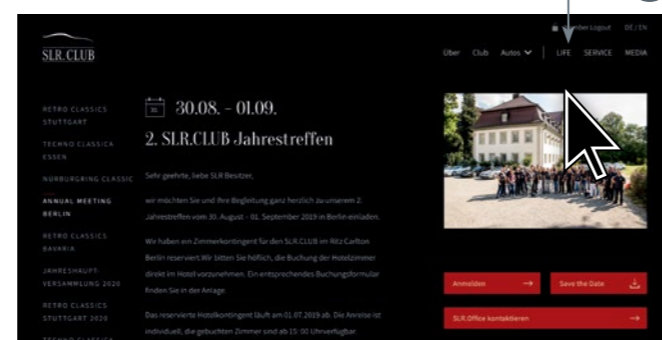 Member Logout DE / EN
SLR.CLUB
Über Club Autos LIFE SERVICE MEDIA
RETRO CLASSICS
STUTTGART
TECHNO CLASSICA
ESSEN
NÜRBURGRING CLASSIC
ANNUAL MEETING
BERLIN
RETRO CLASSICS
BAVARIA
JAHRESHAUPT-
VERSAMMLUNG 2020
RETRO CLASSICS
STUTTGART 2020
TECHNO CLASSICA
30.08. – 01.09.
2. SLR.CLUB Jahrestreffen
Sehr geehrte, liebe SLR Besitzer,
wir möchten Sie und Ihre Begleitung ganz herzlich zu unserem 2.
Jahrestreffen vom 30. August - 01. September 2019 in Berlin einladen.
Wir haben ein Zimmerkontingent für den SLR.CLUB im Ritz Carlton
Berlin reserviert. Wir bitten Sie höflich, die Buchung der Hotelzimmer
direkt im Hotel vorzunehmen. Ein entsprechendes Buchungsformular
finden Sie in der Anlage.
Das reservierte Hotelkontingent läuft am 01.07.2019 ab. Die Anreise ist
individuell, die gebuchten Zimmer sind ab 15:00 Uhr verfügbar.
Anmelden
Save the Date
SLR.Office kontaktieren